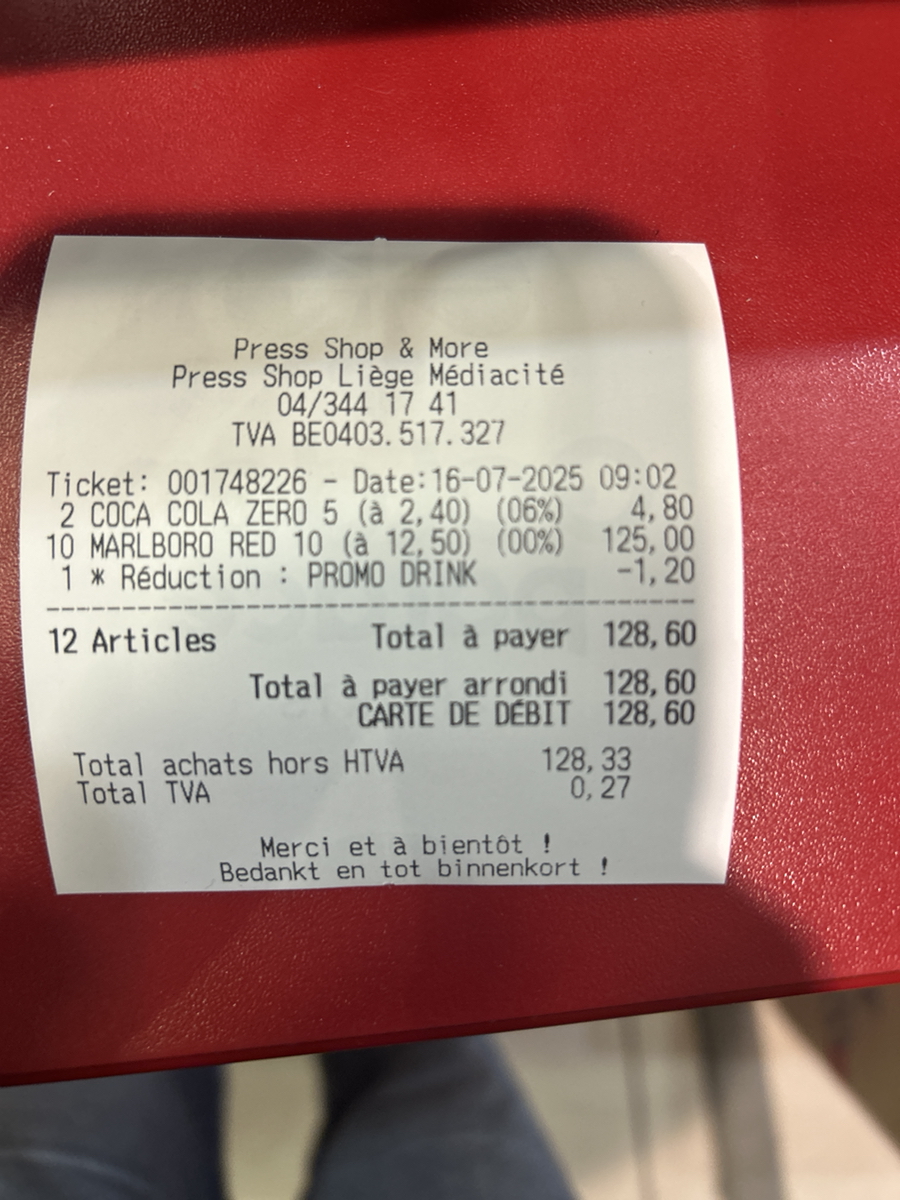 Press Shop & More
Press Shop Liège Médiacité
04/344 17 41
TVA BE0403.517.327
Ticket: 001748226 - Date:16-07-2025 09:02
2 COCA COLA ZERO 5 (à 2,40) (06%) 4,80
10 MARLBORO RED 10 (à 12,50) (00%) 125,00
1 * Réduction : PROMO DRINK -1,20
12 Articles Total à payer 128,60
Total à payer arrondi 128,60
CARTE DE DÉBIT 128,60
Total achats hors HTVA 128,33
Total TVA 0,27
Merci et à bientôt !
Bedankt en tot binnenkort !